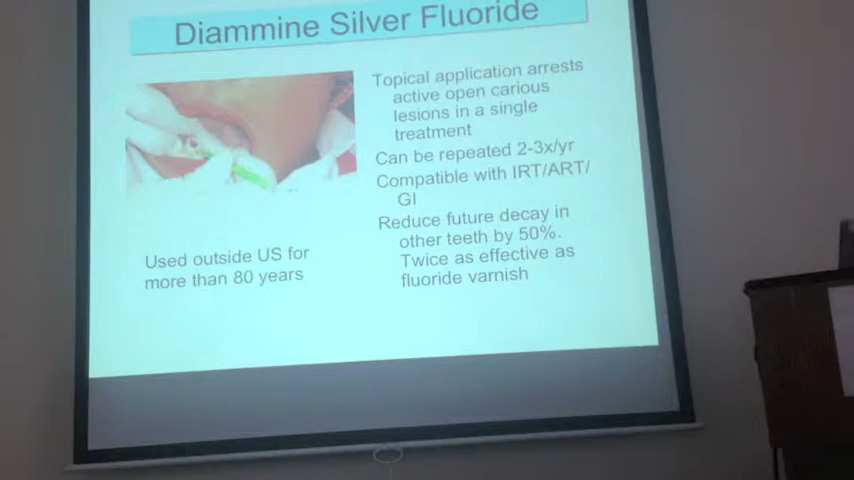 Diammine Silver Fluoride
Topical application arrests
active open carious
lesions in a single
treatment
Can be repeated 2-3x/yr
Compatible with IRT/ART/
GI
Reduce future decay in
other teeth by 50%.
Twice as effective as
fluoride varnish
Used outside US for
more than 80 years